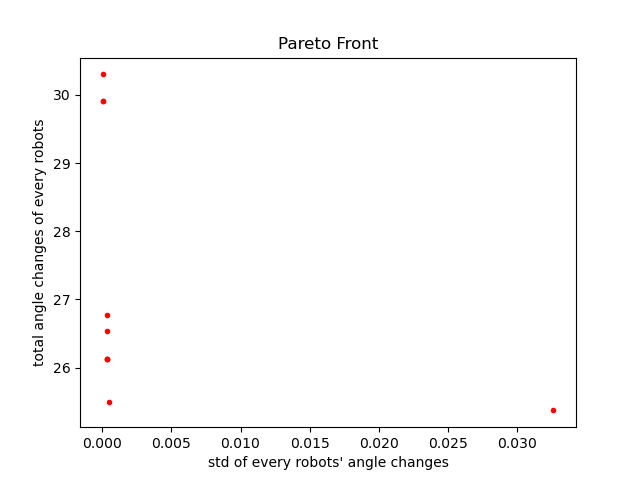 Pareto Front
total angle changes of every robots
30
29
28
27
26
0.000 0.005 0.010 0.015 0.020 0.025 0.030
std of every robots' angle changes